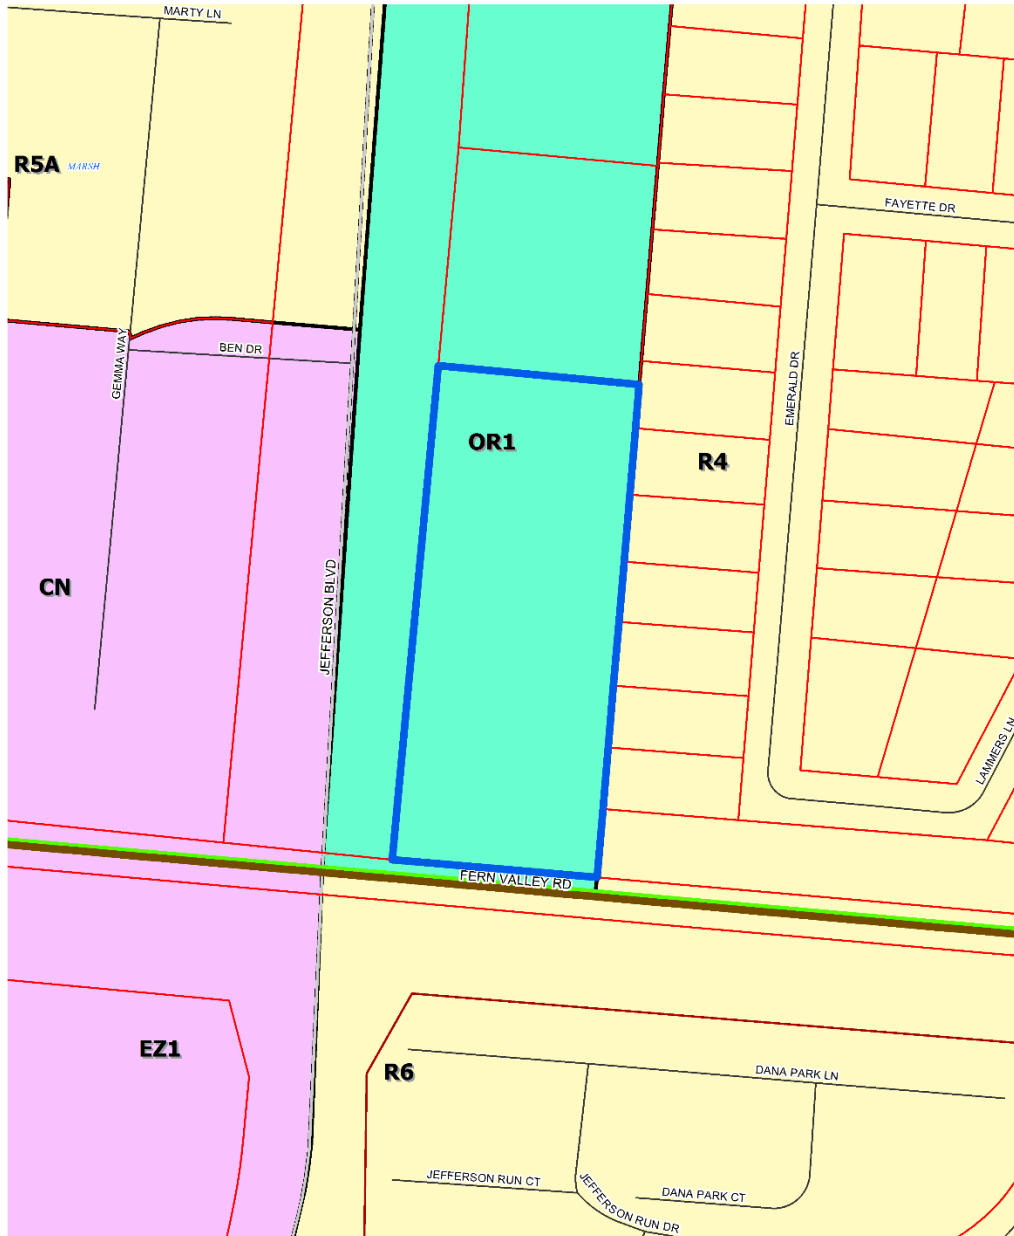 MARTY LN
R5A
MARSH
FAYETTE DR
GEMMA WAY
BEN DR
EMERALD DR
OR1
R4
CN
JEFFERSON BLVD
LAMMERS LN
FERN VALLEY RD
EZ1
R6
DANA PARK LN
JEFFERSON RUN CT
JEFFERSON RUN DR
DANA PARK CT